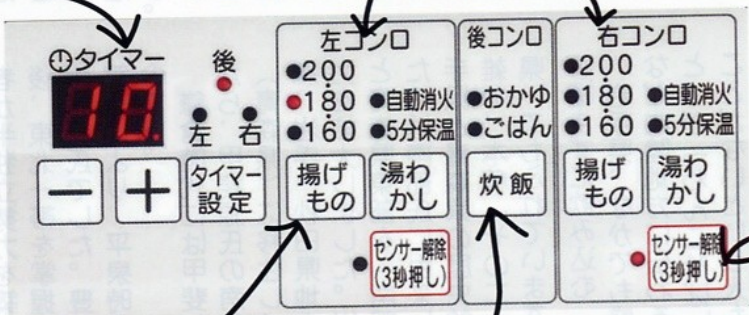 タイマー
10.
後
左 右
－
＋
タイマー
設定
左コンロ
200
180
160
自動消火
5分保温
揚げ
もの
湯わ
かし
センサー解除
(3秒押し)
後コンロ
おかゆ
ごはん
炊飯
右コンロ
200
180
160
自動消火
5分保温
揚げ
もの
湯わ
かし
センサー解除
(3秒押し)